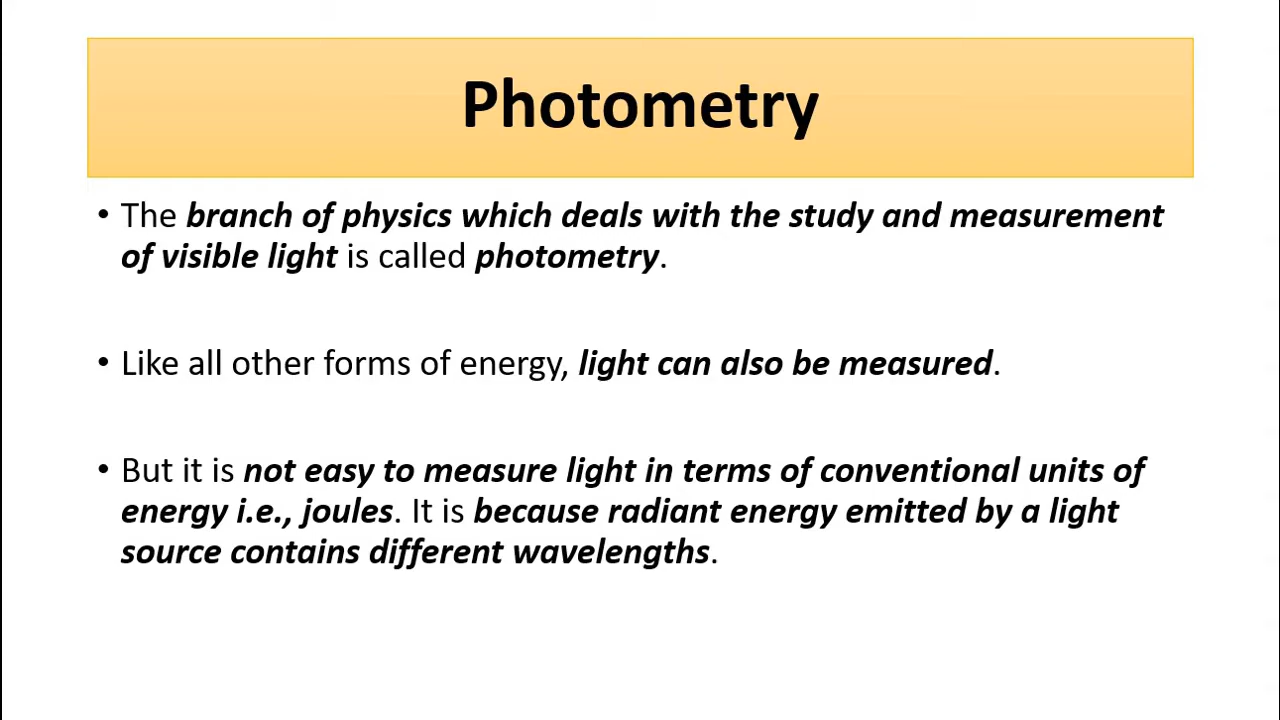 Photometry
• The branch of physics which deals with the study and measurement
of visible light is called photometry.
• Like all other forms of energy, light can also be measured.
• But it is not easy to measure light in terms of conventional units of
energy i.e., joules. It is because radiant energy emitted by a light
source contains different wavelengths.